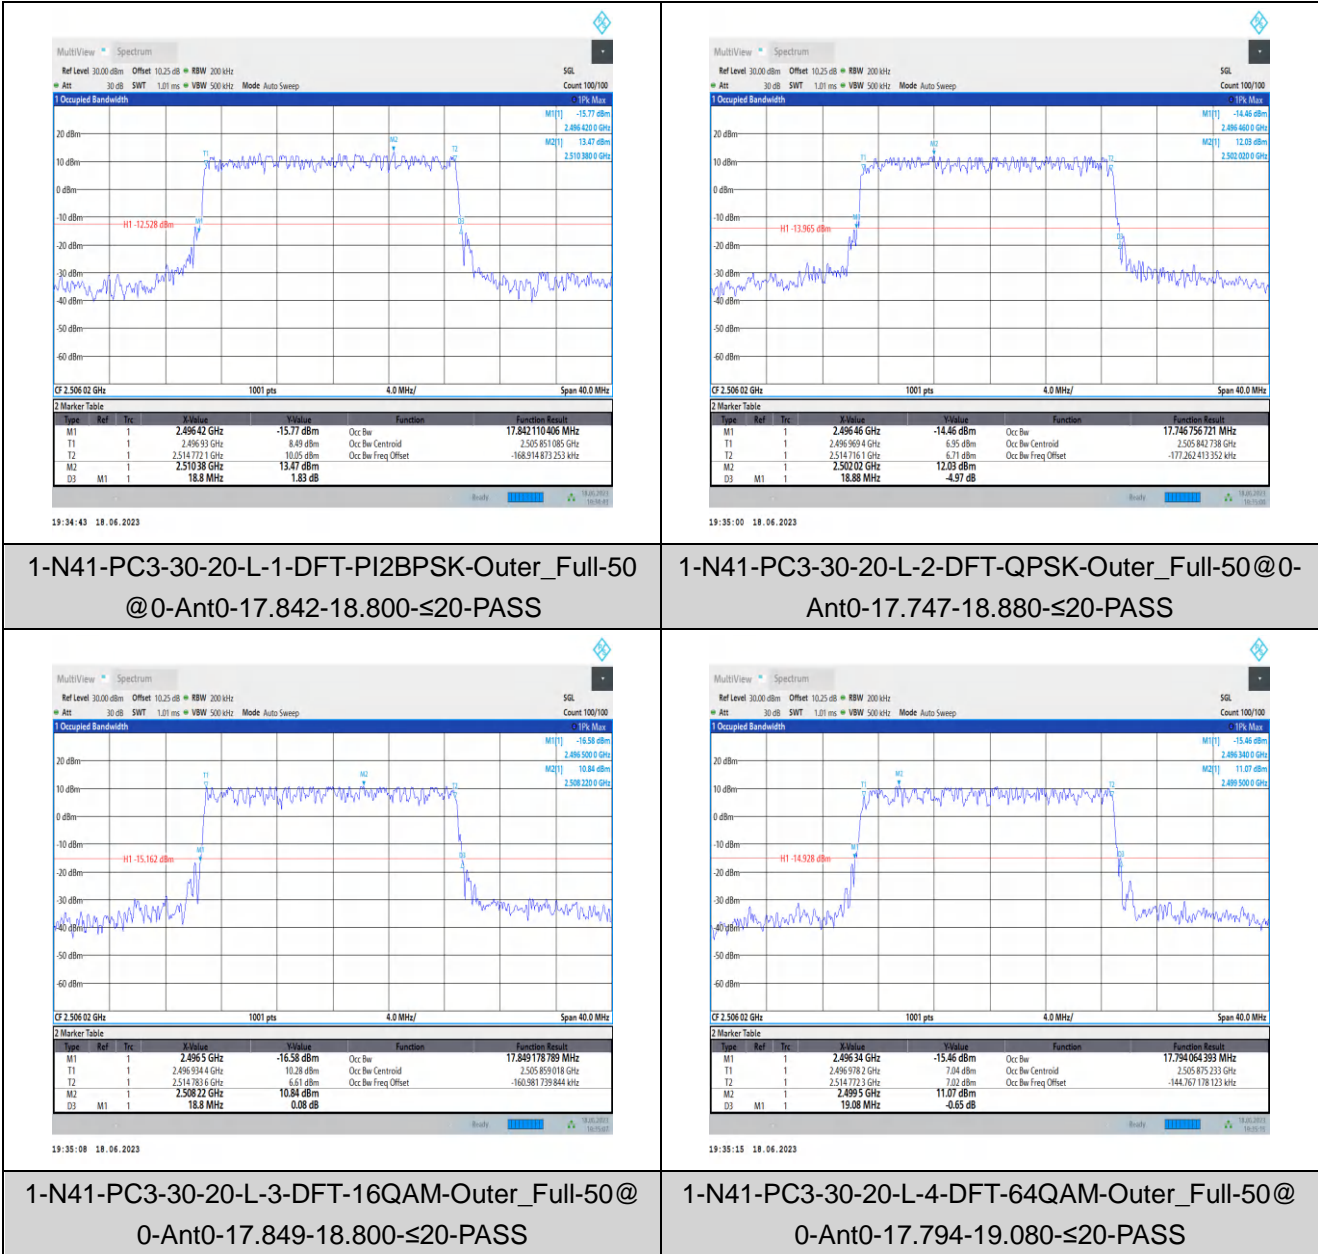 MultiView Spectrum
Ref Level 30.00 dBm Offset 10.25 dB RBW 200 kHz SGL
Att 30 dB SWT 1.01 ms VBW 500 kHz Mode Auto Sweep Count 100/100
1 Occupied Bandwidth 1Pk Max
M1[1] -15.77 dBm
2.496 420 0 GHz
M2[1] 13.47 dBm
2.510 380 0 GHz
20 dBm
10 dBm
0 dBm
-10 dBm
-20 dBm
-30 dBm
-40 dBm
-50 dBm
-60 dBm
T1
M2
T2
H1 -12.528 dBm
M1
D3
CF 2.506 02 GHz 1001 pts 4.0 MHz/ Span 40.0 MHz
2 Marker Table
Type Ref Trc X-Value Y-Value Function Function Result
M1 1 2.496 42 GHz -15.77 dBm Occ Bw 17.842 110 406 MHz
T1 1 2.496 93 GHz 8.49 dBm Occ Bw Centroid 2.505 851 085 GHz
T2 1 2.514 772 1 GHz 10.05 dBm Occ Bw Freq Offset -168.914 873 253 kHz
M2 1 2.510 38 GHz 13.47 dBm
D3 M1 1 18.8 MHz 1.83 dB
Ready 18.06.2023
19:34:43 18.06.2023
1-N41-PC3-30-20-L-1-DFT-PI2BPSK-Outer_Full-50
@0-Ant0-17.842-18.800-≤20-PASS
MultiView Spectrum
Ref Level 30.00 dBm Offset 10.25 dB RBW 200 kHz SGL
Att 30 dB SWT 1.01 ms VBW 500 kHz Mode Auto Sweep Count 100/100
1 Occupied Bandwidth 1Pk Max
M1[1] -14.46 dBm
2.496 460 0 GHz
M2[1] 12.03 dBm
2.502 020 0 GHz
20 dBm
10 dBm
0 dBm
-10 dBm
-20 dBm
-30 dBm
-40 dBm
-50 dBm
-60 dBm
T1
M2
T2
H1 -13.965 dBm
M1
D3
CF 2.506 02 GHz 1001 pts 4.0 MHz/ Span 40.0 MHz
2 Marker Table
Type Ref Trc X-Value Y-Value Function Function Result
M1 1 2.496 46 GHz -14.46 dBm Occ Bw 17.746 756 721 MHz
T1 1 2.496 969 4 GHz 6.95 dBm Occ Bw Centroid 2.505 842 738 GHz
T2 1 2.514 716 1 GHz 6.71 dBm Occ Bw Freq Offset -177.262 413 352 kHz
M2 1 2.502 02 GHz 12.03 dBm
D3 M1 1 18.88 MHz -4.97 dB
Ready 18.06.2023
19:35:00 18.06.2023
1-N41-PC3-30-20-L-2-DFT-QPSK-Outer_Full-50@0-
Ant0-17.747-18.880-≤20-PASS
MultiView Spectrum
Ref Level 30.00 dBm Offset 10.25 dB RBW 200 kHz SGL
Att 30 dB SWT 1.01 ms VBW 500 kHz Mode Auto Sweep Count 100/100
1 Occupied Bandwidth 1Pk Max
M1[1] -16.58 dBm
2.496 500 0 GHz
M2[1] 10.84 dBm
2.508 220 0 GHz
20 dBm
10 dBm
0 dBm
-10 dBm
-20 dBm
-30 dBm
-40 dBm
-50 dBm
-60 dBm
T1
M2
T2
H1 -15.162 dBm
M1
D3
CF 2.506 02 GHz 1001 pts 4.0 MHz/ Span 40.0 MHz
2 Marker Table
Type Ref Trc X-Value Y-Value Function Function Result
M1 1 2.496 5 GHz -16.58 dBm Occ Bw 17.849 178 789 MHz
T1 1 2.496 934 4 GHz 10.28 dBm Occ Bw Centroid 2.505 859 018 GHz
T2 1 2.514 783 6 GHz 6.61 dBm Occ Bw Freq Offset -160.981 739 844 kHz
M2 1 2.508 22 GHz 10.84 dBm
D3 M1 1 18.8 MHz 0.08 dB
Ready 18.06.2023
19:35:08 18.06.2023
1-N41-PC3-30-20-L-3-DFT-16QAM-Outer_Full-50@
0-Ant0-17.849-18.800-≤20-PASS
MultiView Spectrum
Ref Level 30.00 dBm Offset 10.25 dB RBW 200 kHz SGL
Att 30 dB SWT 1.01 ms VBW 500 kHz Mode Auto Sweep Count 100/100
1 Occupied Bandwidth 1Pk Max
M1[1] -15.46 dBm
2.496 340 0 GHz
M2[1] 11.07 dBm
2.499 500 0 GHz
20 dBm
10 dBm
0 dBm
-10 dBm
-20 dBm
-30 dBm
-40 dBm
-50 dBm
-60 dBm
T1
M2
T2
H1 -14.928 dBm
M1
D3
CF 2.506 02 GHz 1001 pts 4.0 MHz/ Span 40.0 MHz
2 Marker Table
Type Ref Trc X-Value Y-Value Function Function Result
M1 1 2.496 34 GHz -15.46 dBm Occ Bw 17.794 064 393 MHz
T1 1 2.496 978 2 GHz 7.04 dBm Occ Bw Centroid 2.505 875 233 GHz
T2 1 2.514 772 3 GHz 7.02 dBm Occ Bw Freq Offset -144.767 178 123 kHz
M2 1 2.499 5 GHz 11.07 dBm
D3 M1 1 19.08 MHz -0.65 dB
Ready 18.06.2023
19:35:15 18.06.2023
1-N41-PC3-30-20-L-4-DFT-64QAM-Outer_Full-50@
0-Ant0-17.794-19.080-≤20-PASS